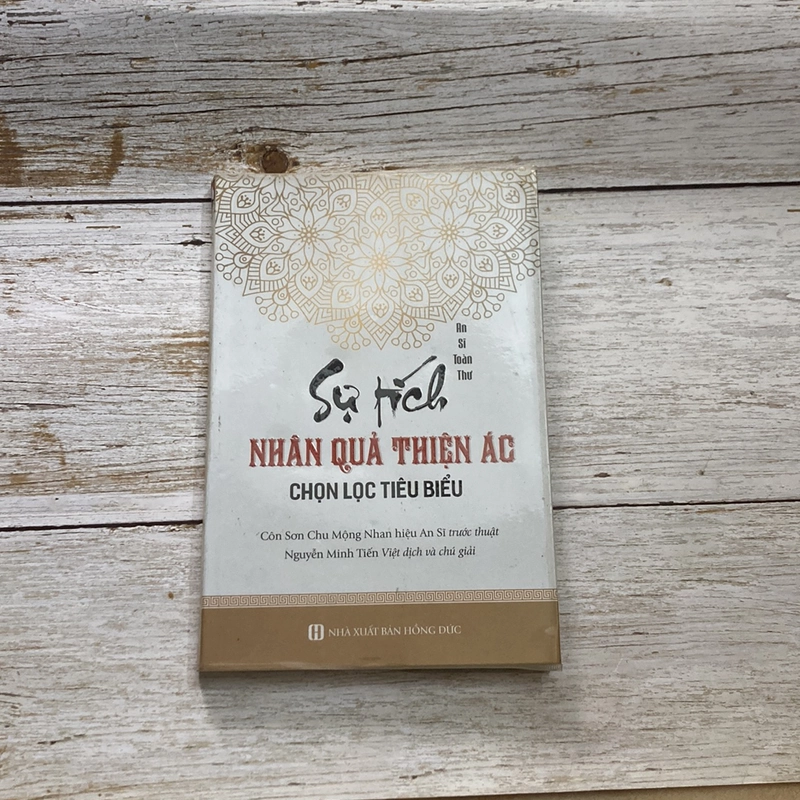 An
Sĩ
Toàn
Thư
Sự tích
NHÂN QUẢ THIỆN ÁC
CHỌN LỌC TIÊU BIỂU
Côn Sơn Chu Mộng Nhan hiệu An Sĩ trước thuật
Nguyễn Minh Tiến Việt dịch và chú giải
NHÀ XUẤT BẢN HỒNG ĐỨC